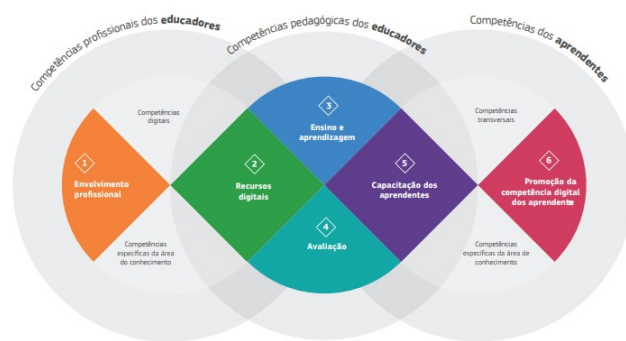 Competências profissionais dos educadores
Competências pedagógicas dos educadores
Competências dos aprendentes
Competências
digitais
Competências
transversais
3
Ensino e
aprendizagem
1
Envolvimento
profissional
2
Recursos
digitais
5
Capacitação dos
aprendentes
6
Promoção da
competência digital
dos aprendente
4
Avaliação
Competências
específicas da área
do conhecimento
Competências
específicas da área de
conhecimento